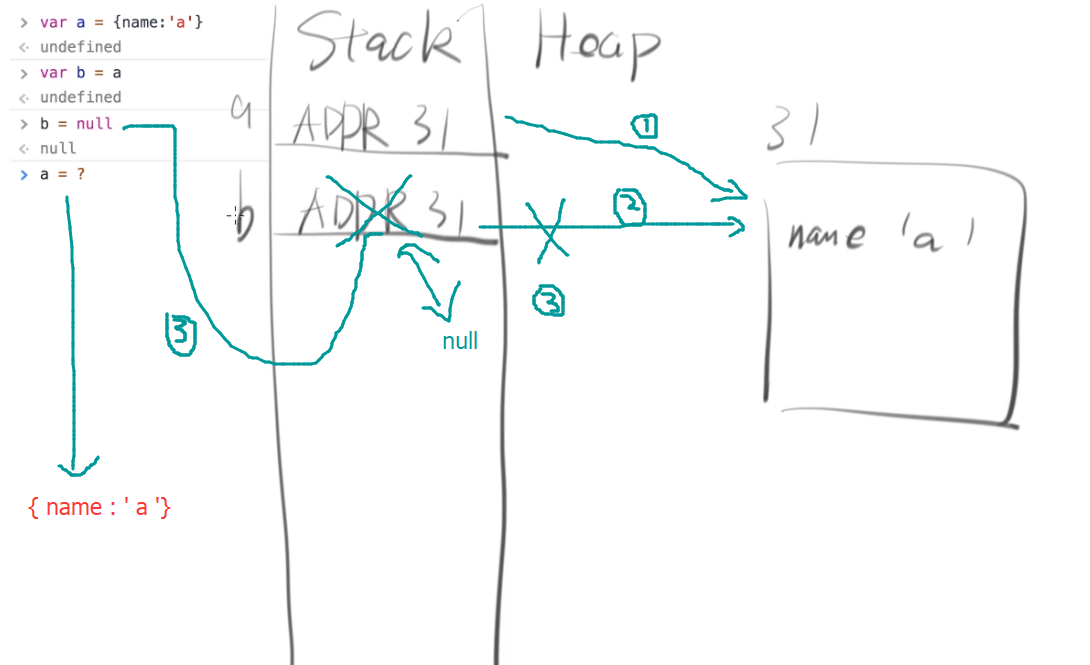 > var a = {name:'a'}
<· undefined
> var b = a
<· undefined
> b = null
<· null
> a = ?
Stack
Heap
a
ADDR 31
1
31
b
ADDR 31
2
name 'a'
3
3
null
{ name : ' a '}